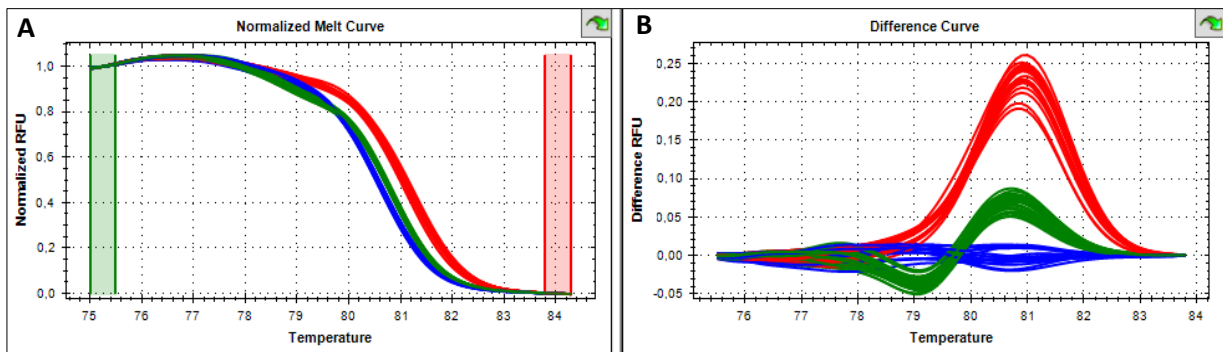 A
Normalized Melt Curve
Normalized RFU
1,0
0,8
0,6
0,4
0,2
0,0
75 76 77 78 79 80 81 82 83 84
Temperature
B
Difference Curve
Difference RFU
0,25
0,20
0,15
0,10
0,05
0,00
-0,05
76 77 78 79 80 81 82 83 84
Temperature